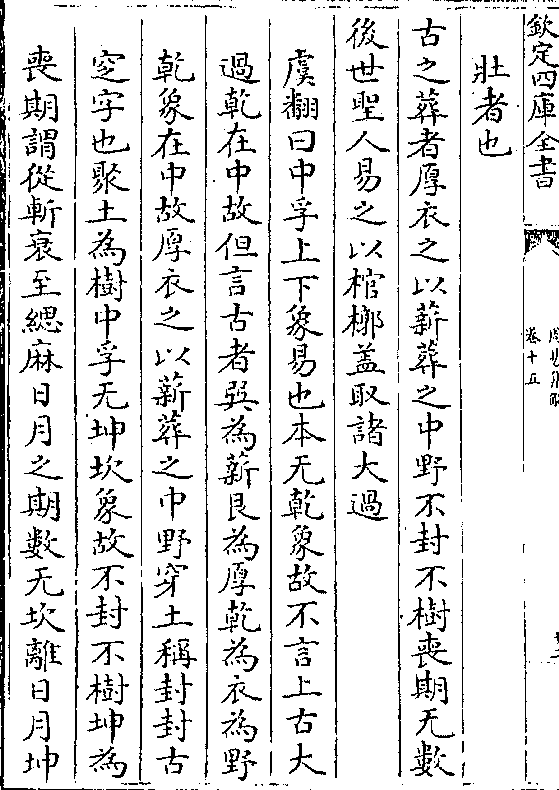 欽定四庫全書
卷十五
壯者也
古之葬者厚衣之以薪葬之中野不封不樹喪期无數
後世聖人易之以棺槨盖取諸大過
虞翻曰中孚上下象易也本无乾象故不言上古大
過乾在中故但言古者巽為薪艮為厚乾為衣為野
乾象在中故厚衣之以薪葬之中野穿土稱封封古
窆字也聚土為樹中孚无坤坎象故不封不樹坤為
喪期謂從斬衰至緦麻日月之期數无坎離日月坤